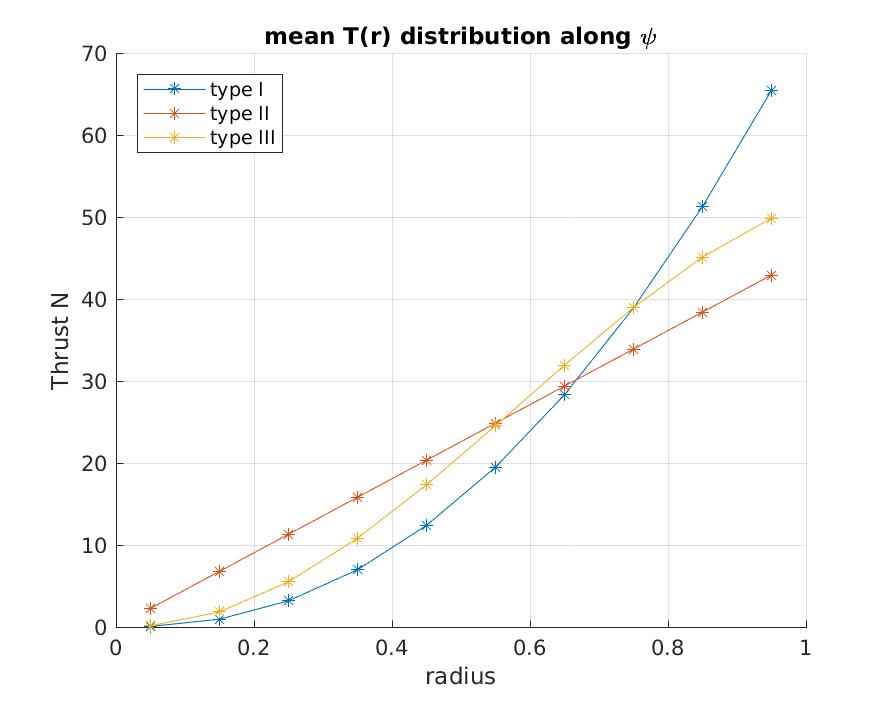 mean T(r) distribution along ψ
70
type I
type II
type III
60
50
40
Thrust N
30
20
10
0
0 0.2 0.4 0.6 0.8 1
radius